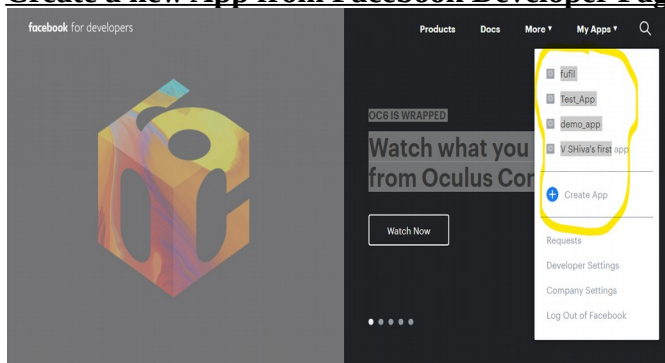 Create a new App from Facebook Developer Pag
facebook for developers
Products Docs More My Apps
fufil
Test_App
demo_app
V SHiva's first app
Create App
Requests
Developer Settings
Company Settings
Log Out of Facebook
OC6 IS WRAPPED
Watch what you
from Oculus Con
Watch Now